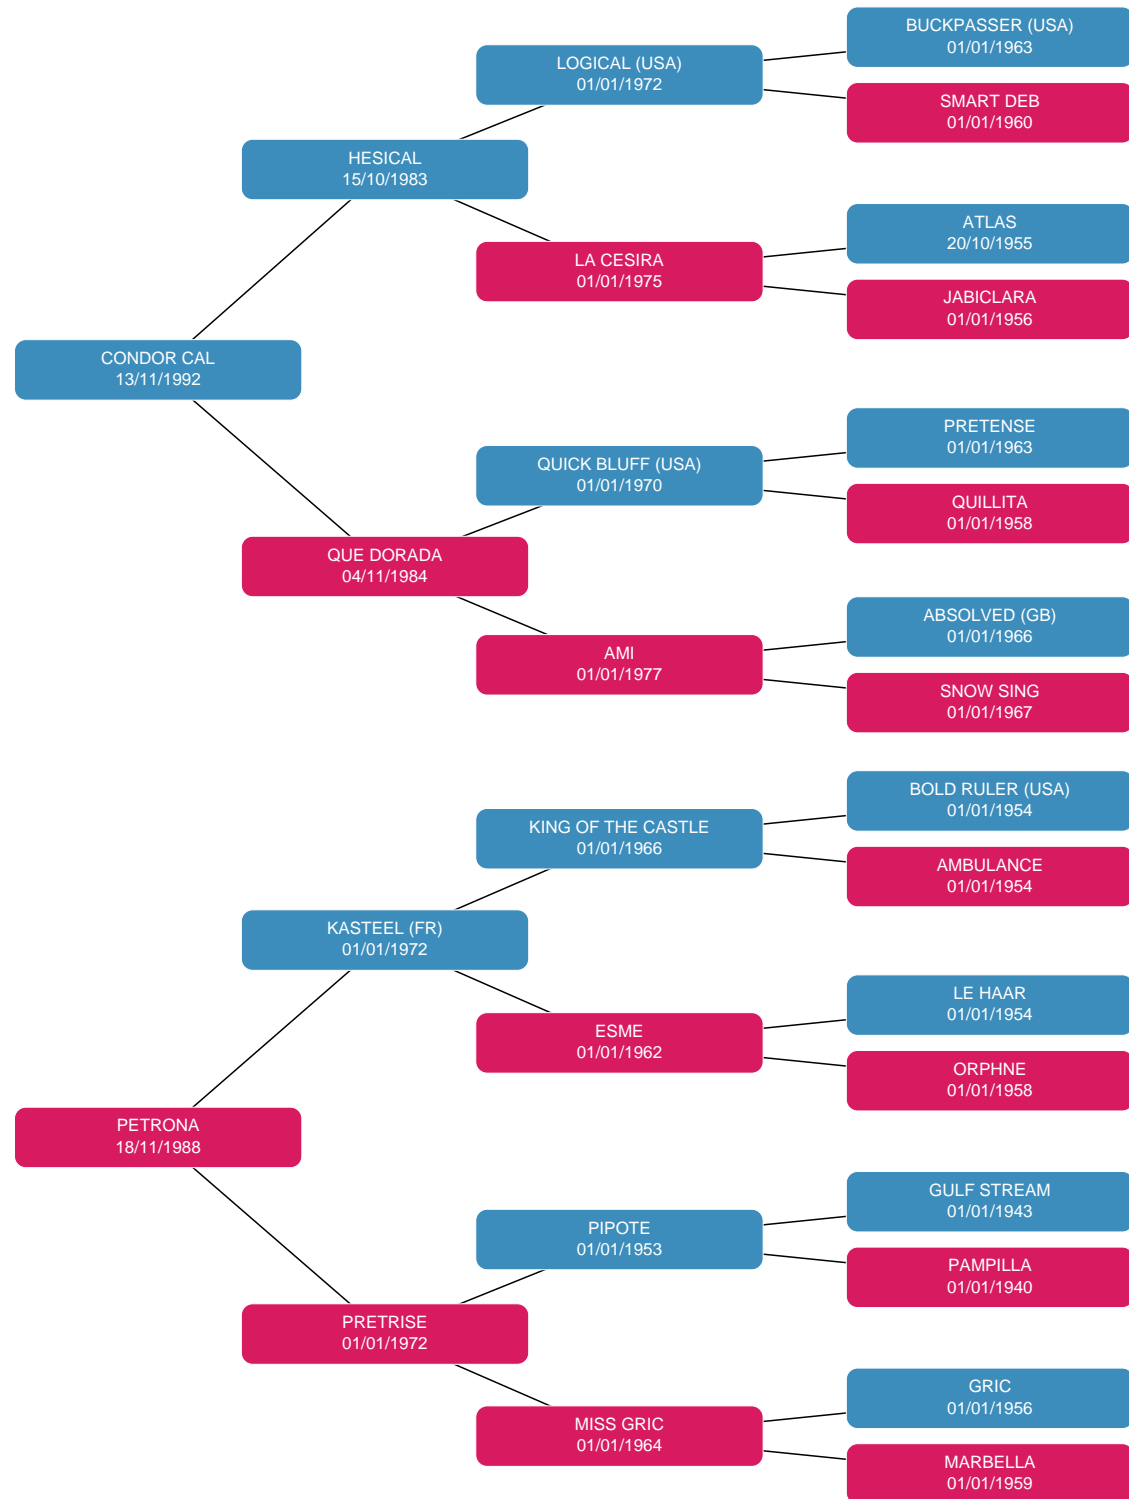 BUCKPASSER (USA)
01/01/1963
LOGICAL (USA)
01/01/1972
SMART DEB
01/01/1960
HESICAL
15/10/1983
ATLAS
20/10/1955
LA CESIRA
01/01/1975
JABICLARA
01/01/1956
CONDOR CAL
13/11/1992
PRETENSE
01/01/1963
QUICK BLUFF (USA)
01/01/1970
QUILLITA
01/01/1958
QUE DORADA
04/11/1984
ABSOLVED (GB)
01/01/1966
AMI
01/01/1977
SNOW SING
01/01/1967
BOLD RULER (USA)
01/01/1954
KING OF THE CASTLE
01/01/1966
AMBULANCE
01/01/1954
KASTEEL (FR)
01/01/1972
LE HAAR
01/01/1954
ESME
01/01/1962
ORPHNE
01/01/1958
PETRONA
18/11/1988
GULF STREAM
01/01/1943
PIPOTE
01/01/1953
PAMPILLA
01/01/1940
PRETRISE
01/01/1972
GRIC
01/01/1956
MISS GRIC
01/01/1964
MARBELLA
01/01/1959